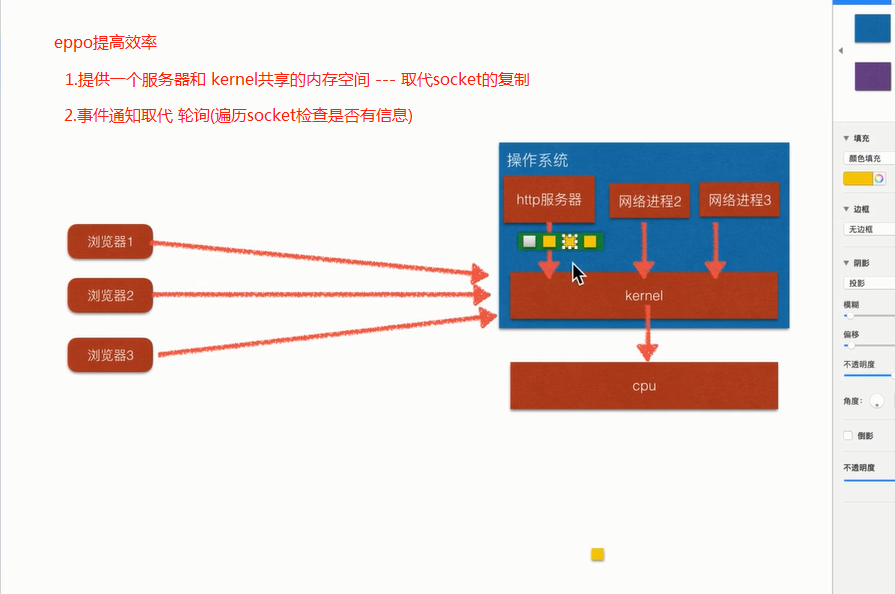 eppo提高效率
1.提供一个服务器和 kernel共享的内存空间 --- 取代socket的复制
2.事件通知取代 轮询(遍历socket检查是否有信息)
操作系统
http服务器
网络进程2
网络进程3
浏览器1
浏览器2
浏览器3
kernel
cpu
填充
颜色填充
边框
无边框
阴影
投影
模糊
偏移
不透明度
角度：
倒影
不透明度